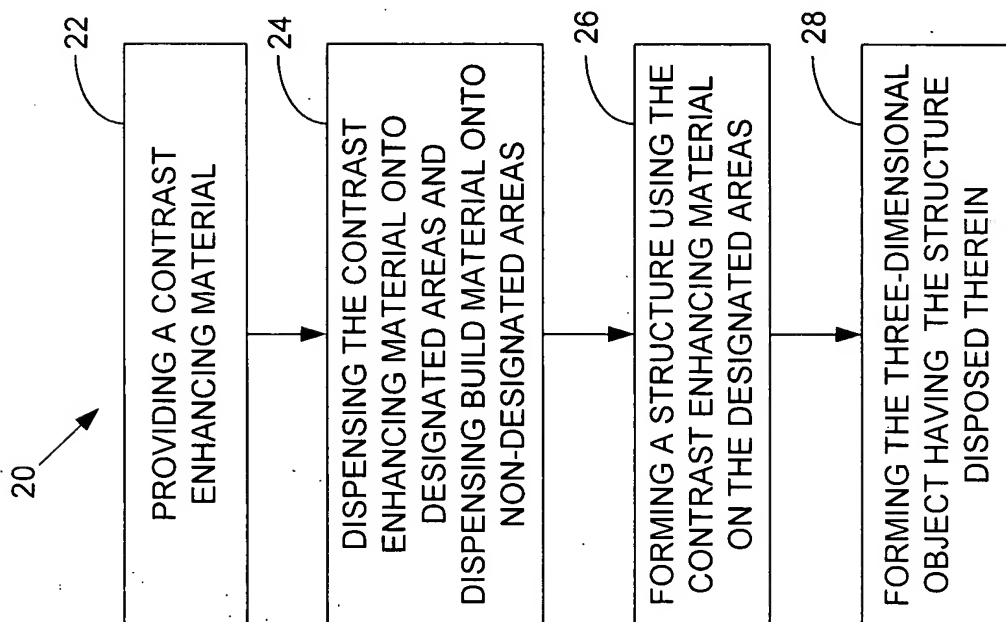 20
22
PROVIDING A CONTRAST
ENHANCING MATERIAL
24
DISPENSING THE CONTRAST
ENHANCING MATERIAL ONTO
DESIGNATED AREAS AND
DISPENSING BUILD MATERIAL ONTO
NON-DESIGNATED AREAS
26
FORMING A STRUCTURE USING THE
CONTRAST ENHANCING MATERIAL
ON THE DESIGNATED AREAS
28
FORMING THE THREE-DIMENSIONAL
OBJECT HAVING THE STRUCTURE
DISPOSED THEREIN